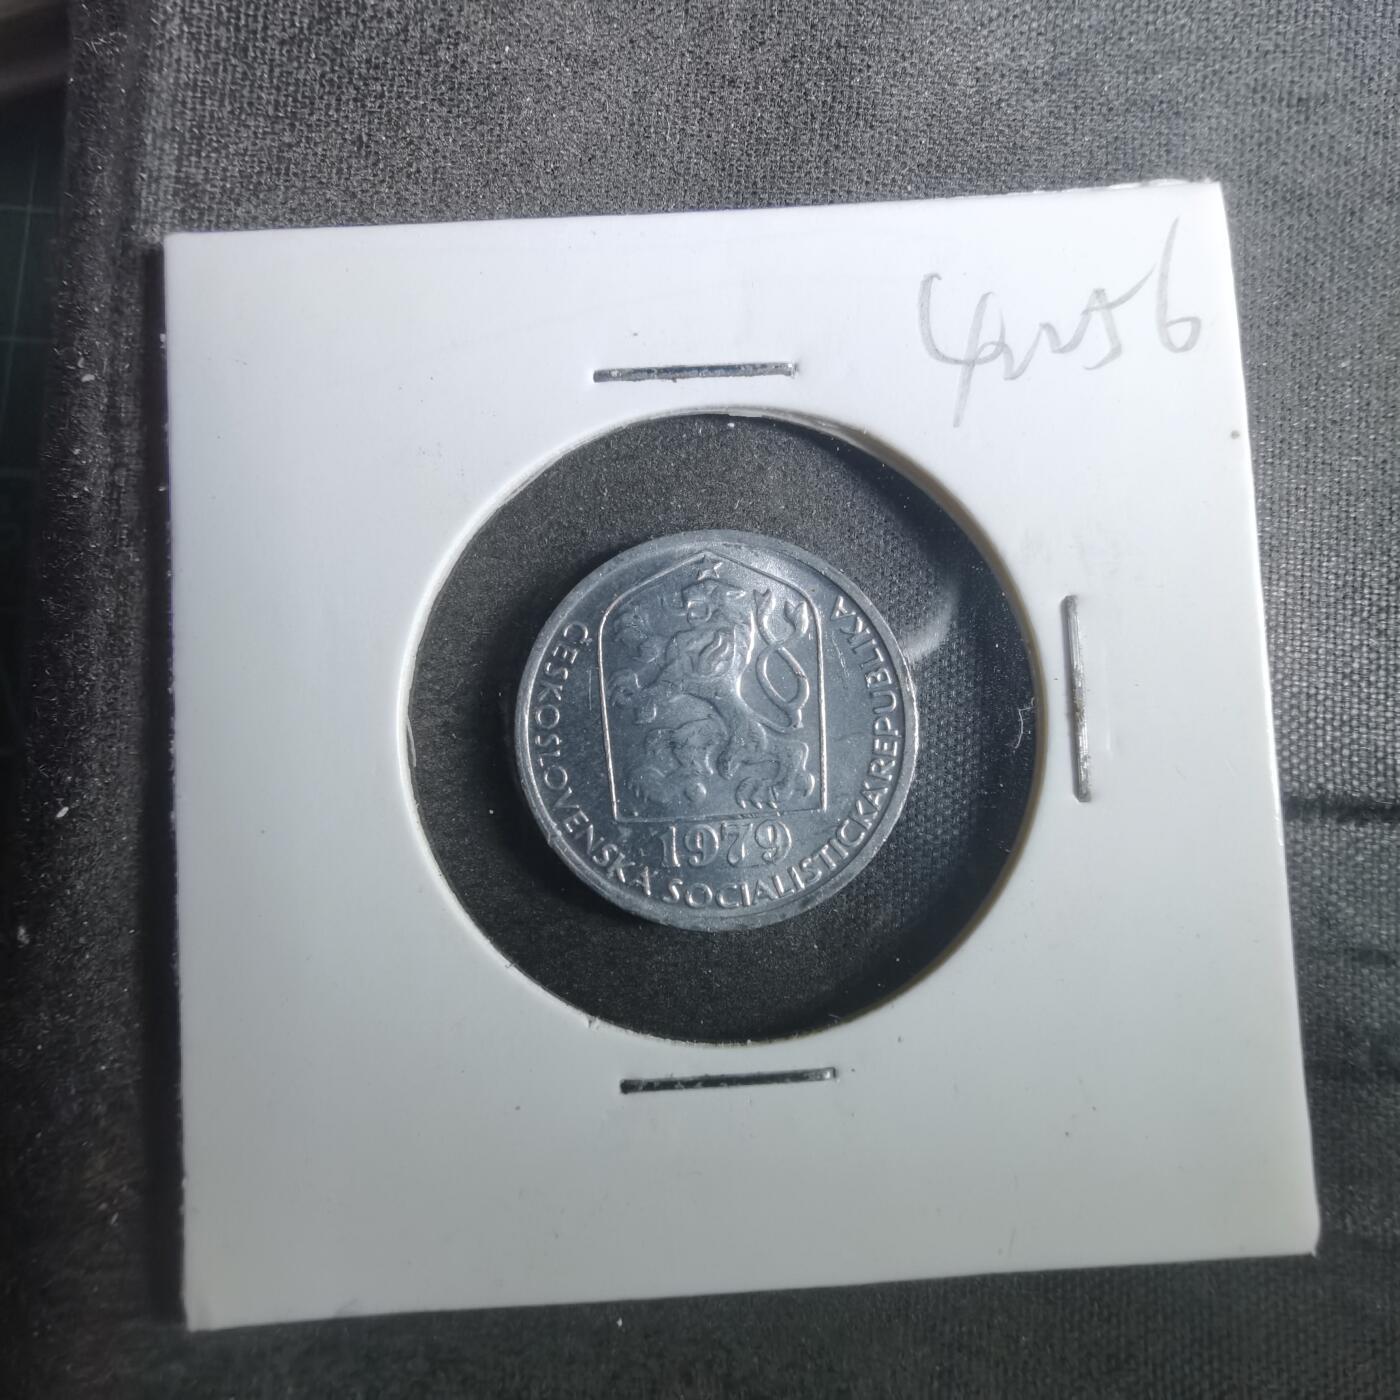 ČESKOSLOVENSKÁ SOCIALISTICKÁ REPUBLIKA
1979